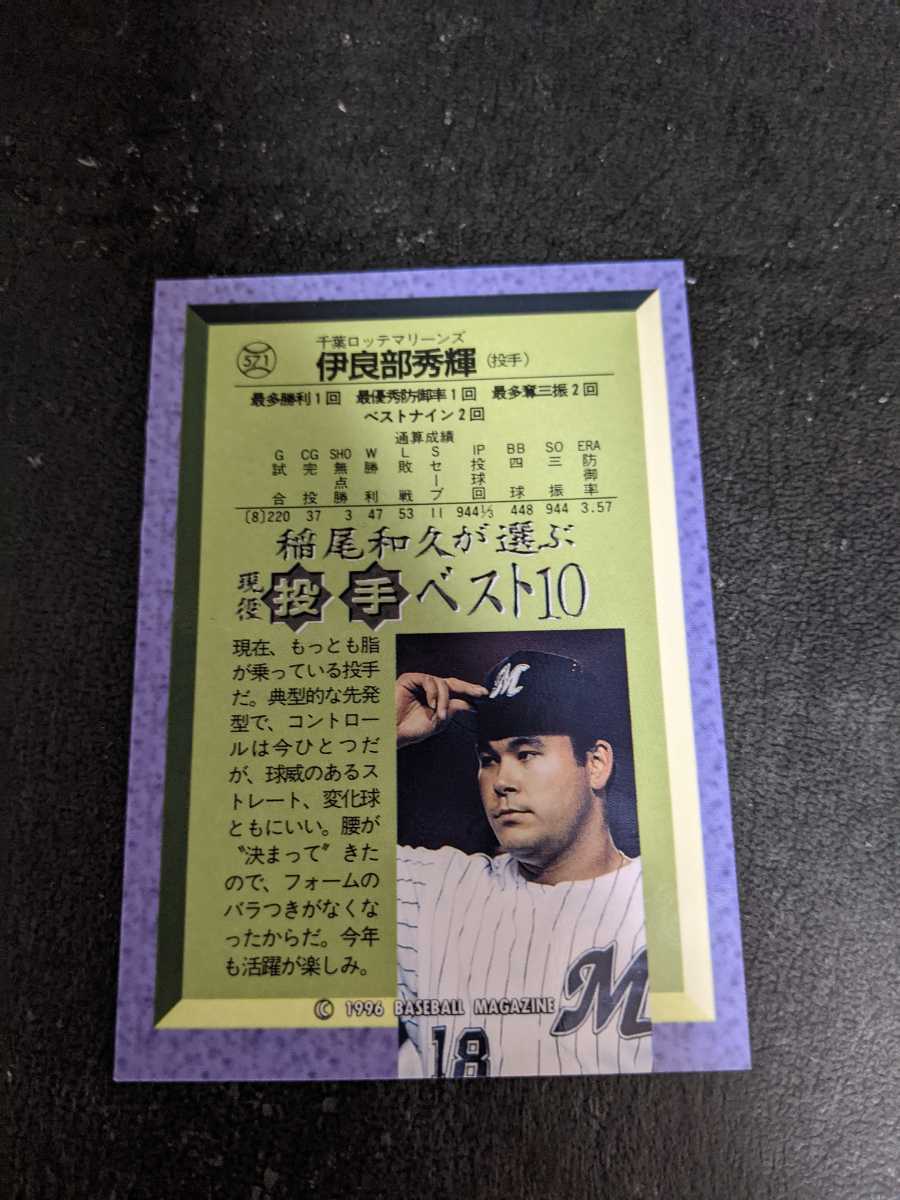 571
千葉ロッテマリーンズ
伊良部秀輝(投手)
最多勝利1回 最優秀防御率1回 最多奪三振2回
ベストナイン2回
通算成績
G CG SHO W L S IP BB SO ERA
試合 完投 無点勝 勝利 敗戦 セーブ 投球回 四球 三振 防御率
(8)220 37 3 47 53 11 944⅓ 448 944 3.57
稲尾和久が選ぶ
現役投手ベスト10
現在、もっとも脂
が乗っている投手
だ。典型的な先発
型で、コントロー
ルは今ひとつだ
が、球威のあるス
トレート、変化球
ともにいい。腰が
〝決まって〟きた
ので、フォームの
バラつきがなくな
ったからだ。今年
も活躍が楽しみ。
M
M
18
© 1996 BASEBALL MAGAZINE